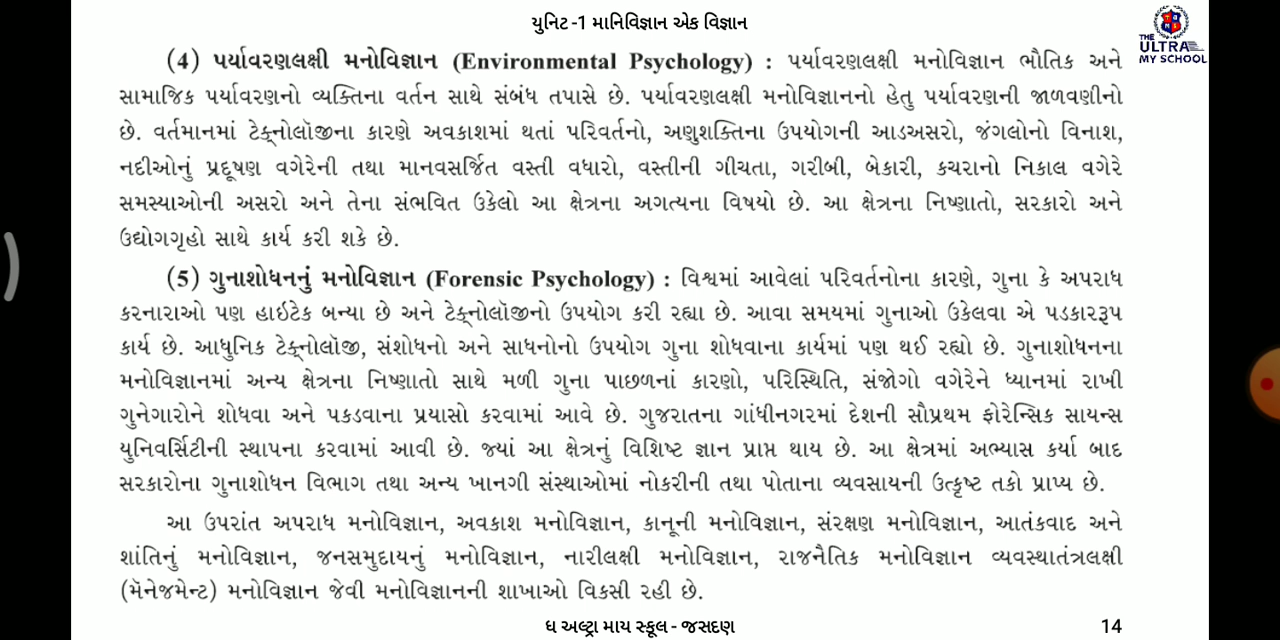 યુનિટ -1 માનિવિજ્ઞાન એક વિજ્ઞાન
THE
ULTRA
MY SCHOOL
(4) પર્યાવરણલક્ષી મનોવિજ્ઞાન (Environmental Psychology) : પર્યાવરણલક્ષી મનોવિજ્ઞાન ભૌતિક અને
સામાજિક પર્યાવરણનો વ્યક્તિના વર્તન સાથે સંબંધ તપાસે છે. પર્યાવરણલક્ષી મનોવિજ્ઞાનનો હેતુ પર્યાવરણની જાળવણીનો
છે. વર્તમાનમાં ટેક્નોલૉજીના કારણે અવકાશમાં થતાં પરિવર્તનો, અણુશક્તિના ઉપયોગની આડઅસરો, જંગલોનો વિનાશ,
નદીઓનું પ્રદૂષણ વગેરેની તથા માનવસર્જિત વસ્તી વધારો, વસ્તીની ગીચતા, ગરીબી, બેકારી, કચરાનો નિકાલ વગેરે
સમસ્યાઓની અસરો અને તેના સંભવિત ઉકેલો આ ક્ષેત્રના અગત્યના વિષયો છે. આ ક્ષેત્રના નિષ્ણાતો, સરકારો અને
ઉદ્યોગગૃહો સાથે કાર્ય કરી શકે છે.
(5) ગુનાશોધનનું મનોવિજ્ઞાન (Forensic Psychology) : વિશ્વમાં આવેલાં પરિવર્તનોના કારણે, ગુના કે અપરાધ
કરનારાઓ પણ હાઇટેક બન્યા છે અને ટેક્નોલૉજીનો ઉપયોગ કરી રહ્યા છે. આવા સમયમાં ગુનાઓ ઉકેલવા એ પડકારરૂપ
કાર્ય છે. આધુનિક ટેક્નોલૉજી, સંશોધનો અને સાધનોનો ઉપયોગ ગુના શોધવાના કાર્યમાં પણ થઈ રહ્યો છે. ગુનાશોધનના
મનોવિજ્ઞાનમાં અન્ય ક્ષેત્રના નિષ્ણાતો સાથે મળી ગુના પાછળનાં કારણો, પરિસ્થિતિ, સંજોગો વગેરેને ધ્યાનમાં રાખી
ગુનેગારોને શોધવા અને પકડવાના પ્રયાસો કરવામાં આવે છે. ગુજરાતના ગાંધીનગરમાં દેશની સૌપ્રથમ ફોરેન્સિક સાયન્સ
યુનિવર્સિટીની સ્થાપના કરવામાં આવી છે. જ્યાં આ ક્ષેત્રનું વિશિષ્ટ જ્ઞાન પ્રાપ્ત થાય છે. આ ક્ષેત્રમાં અભ્યાસ કર્યા બાદ
સરકારોના ગુનાશોધન વિભાગ તથા અન્ય ખાનગી સંસ્થાઓમાં નોકરીની તથા પોતાના વ્યવસાયની ઉત્કૃષ્ટ તકો પ્રાપ્ય છે.
આ ઉપરાંત અપરાધ મનોવિજ્ઞાન, અવકાશ મનોવિજ્ઞાન, કાનૂની મનોવિજ્ઞાન, સંરક્ષણ મનોવિજ્ઞાન, આતંકવાદ અને
શાંતિનું મનોવિજ્ઞાન, જનસમુદાયનું મનોવિજ્ઞાન, નારીલક્ષી મનોવિજ્ઞાન, રાજનૈતિક મનોવિજ્ઞાન વ્યવસ્થાતંત્રલક્ષી
(મૅનેજમેન્ટ) મનોવિજ્ઞાન જેવી મનોવિજ્ઞાનની શાખાઓ વિકસી રહી છે.
ધ અલ્ટ્રા માય સ્કૂલ - જસદણ
14